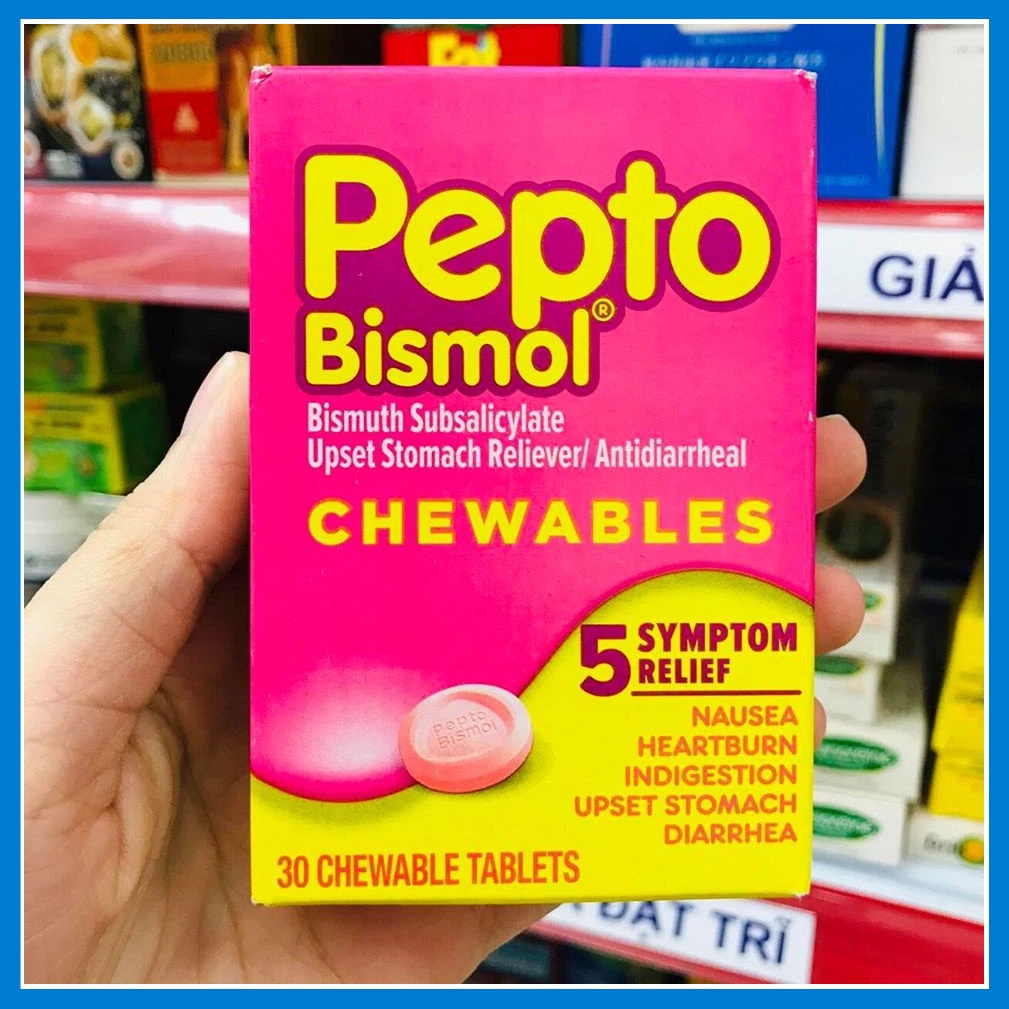 Pepto
Bismol®
Bismuth Subsalicylate
Upset Stomach Reliever/ Antidiarrheal
CHEWABLES
5 SYMPTOM
RELIEF
NAUSEA
HEARTBURN
INDIGESTION
UPSET STOMACH
DIARRHEA
Pepto
Bismol
30 CHEWABLE TABLETS
GIẢ
ĐẠT TRĨ